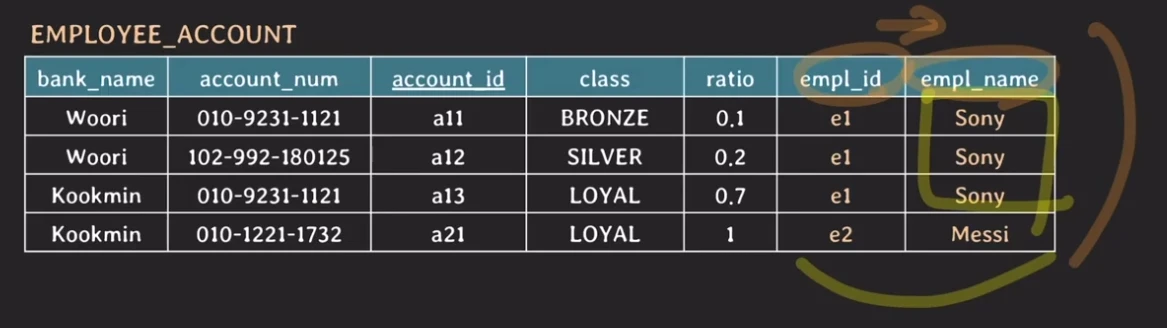 EMPLOYEE_ACCOUNT
bank_name account_num account_id class ratio empl_id empl_name
Woori 010-9231-1121 a11 BRONZE 0.1 e1 Sony
Woori 102-992-180125 a12 SILVER 0.2 e1 Sony
Kookmin 010-9231-1121 a13 LOYAL 0.7 e1 Sony
Kookmin 010-1221-1732 a21 LOYAL 1 e2 Messi